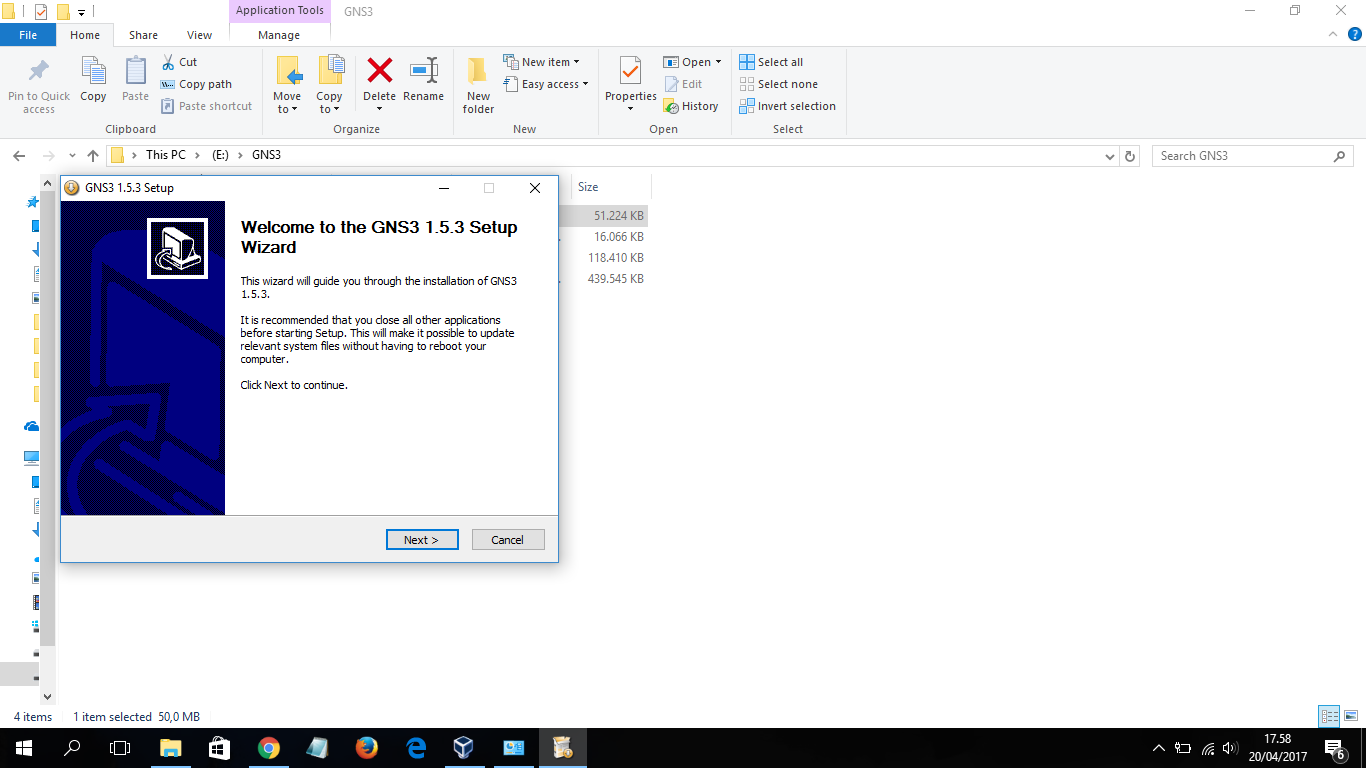 Application Tools
GNS3
File
Home
Share
View
Manage
Pin to Quick
access
Copy
Paste
Cut
Copy path
Paste shortcut
Clipboard
Move
to
Copy
to
Delete
Rename
Organize
New
folder
New item
Easy access
New
Properties
Open
Edit
History
Open
Select all
Select none
Invert selection
Select
This PC > (E:) > GNS3
Search GNS3
Size
51.224 KB
16.066 KB
118.410 KB
439.545 KB
GNS3 1.5.3 Setup
Welcome to the GNS3 1.5.3 Setup
Wizard
This wizard will guide you through the installation of GNS3
1.5.3.
It is recommended that you close all other applications
before starting Setup. This will make it possible to update
relevant system files without having to reboot your
computer.
Click Next to continue.
Next >
Cancel
4 items
1 item selected 50,0 MB
17.58
20/04/2017
6